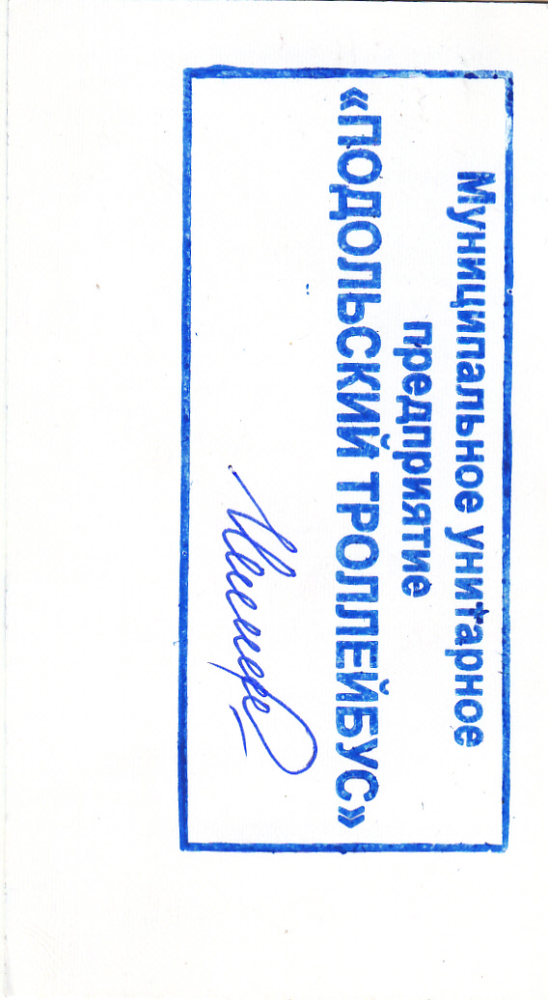 Муниципальное унитарное
предприятие
«ПОДОЛЬСКИЙ ТРОЛЛЕЙБУС»